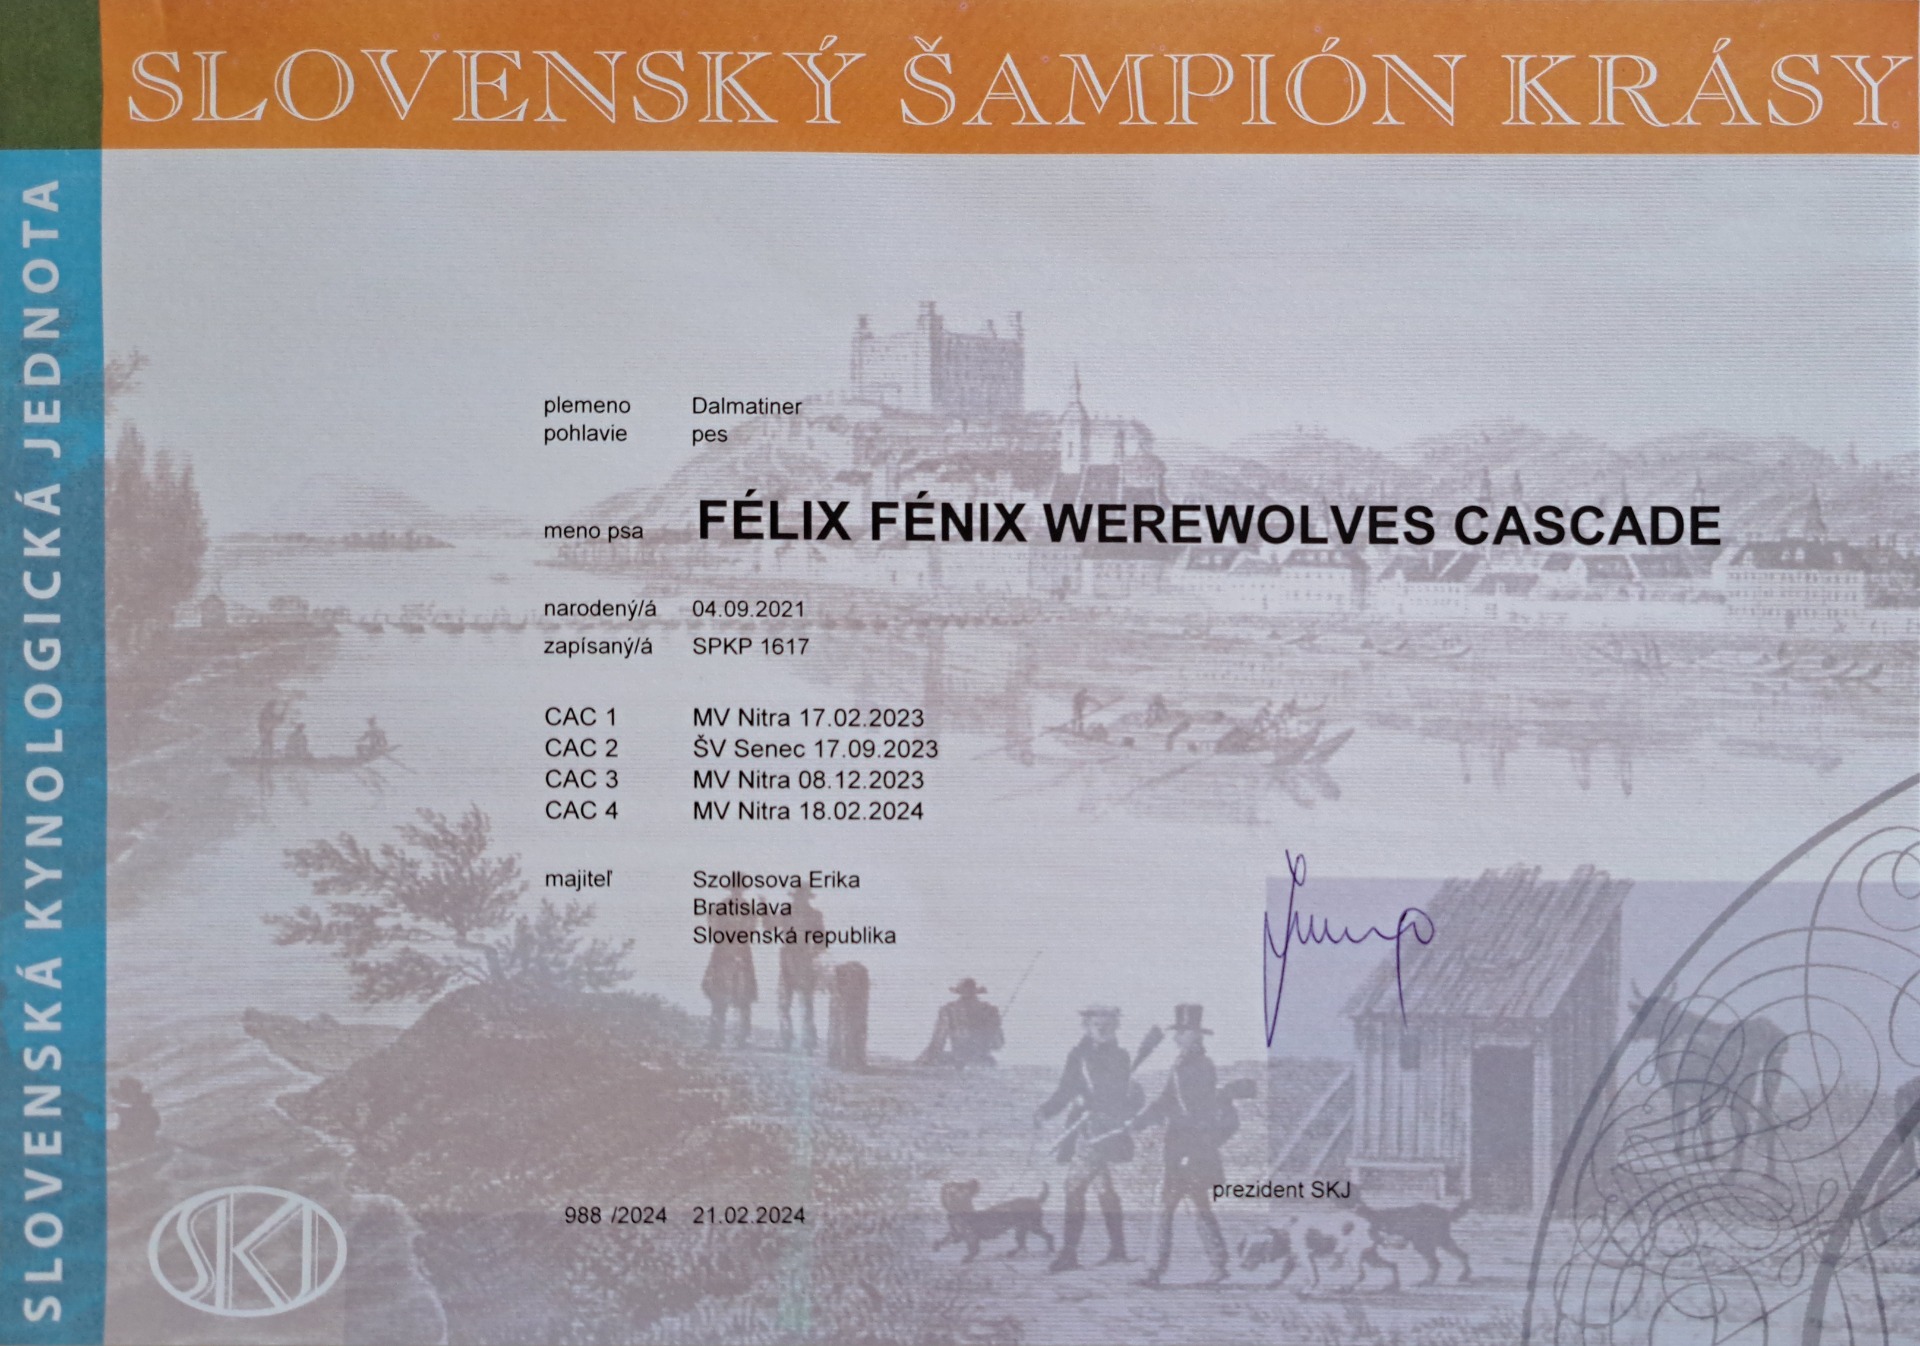 SLOVENSKÝ ŠAMPIÓN KRÁSY
SLOVENSKÁ KYNOLOGICKÁ JEDNOTA
plemeno Dalmatiner
pohlavie pes
meno psa FÉLIX FÉNIX WEREWOLVES CASCADE
narodený/á 04.09.2021
zapísaný/á SPKP 1617
CAC 1 MV Nitra 17.02.2023
CAC 2 ŠV Senec 17.09.2023
CAC 3 MV Nitra 08.12.2023
CAC 4 MV Nitra 18.02.2024
majiteľ Szollosova Erika
Bratislava
Slovenská republika
prezident SKJ
988 /2024 21.02.2024
SKJ